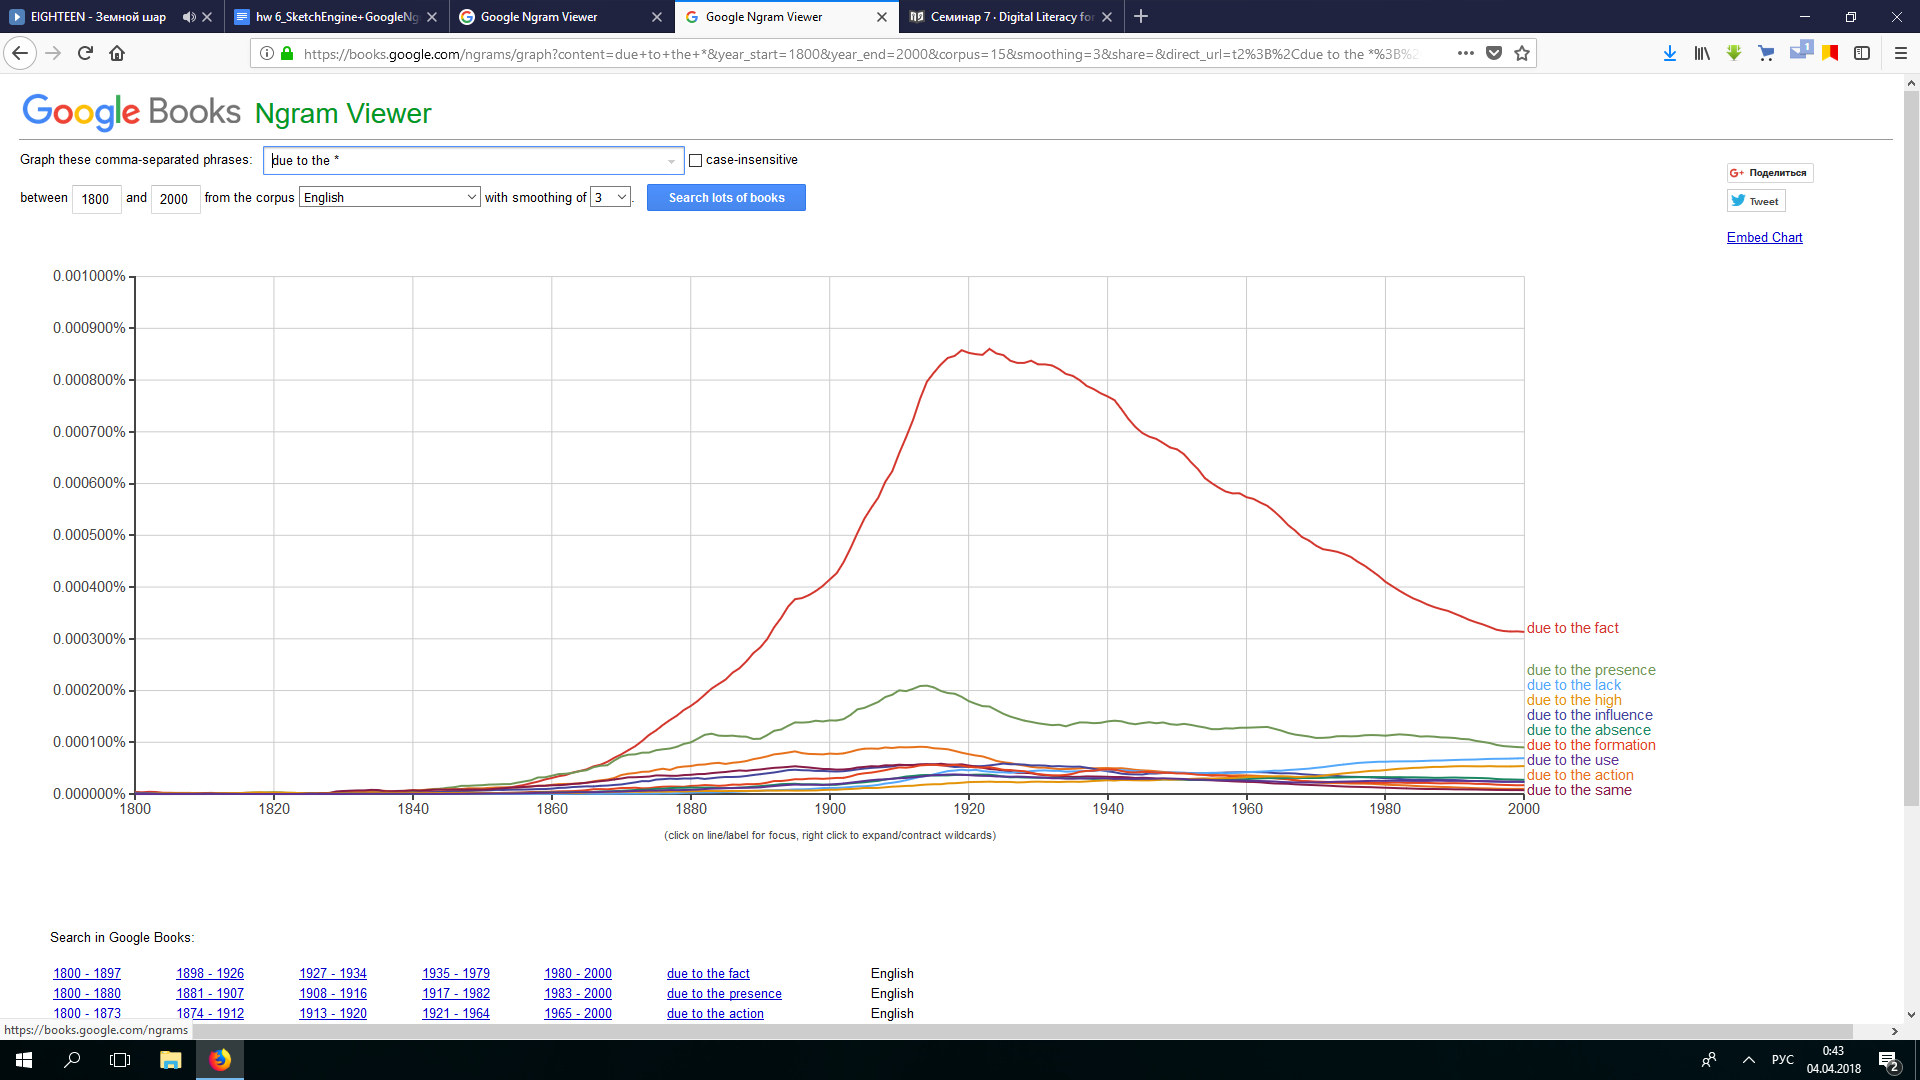 EIGHTEEN - Земной шар
hw 6_SketchEngine+GoogleNg
Google Ngram Viewer
Google Ngram Viewer
Семинар 7 · Digital Literacy for
https://books.google.com/ngrams/graph?content=due+to+the+*&year_start=1800&year_end=2000&corpus=15&smoothing=3&share=&direct_url=t2%3B%2Cdue to the *%3B%2
1
Google Books Ngram Viewer
Graph these comma-separated phrases: due to the * case-insensitive
between 1800 and 2000 from the corpus English with smoothing of 3 . Search lots of books
G+ Поделиться
Tweet
Embed Chart
0.001000%
0.000900%
0.000800%
0.000700%
0.000600%
0.000500%
0.000400%
0.000300%
0.000200%
0.000100%
0.000000%
due to the fact
due to the presence
due to the lack
due to the high
due to the influence
due to the absence
due to the formation
due to the use
due to the action
due to the same
1800 1820 1840 1860 1880 1900 1920 1940 1960 1980 2000
(click on line/label for focus, right click to expand/contract wildcards)
Search in Google Books:
1800 - 1897 1898 - 1926 1927 - 1934 1935 - 1979 1980 - 2000 due to the fact English
1800 - 1880 1881 - 1907 1908 - 1916 1917 - 1982 1983 - 2000 due to the presence English
1800 - 1873 1874 - 1912 1913 - 1920 1921 - 1964 1965 - 2000 due to the action English
https://books.google.com/ngrams
РУС
0:43
04.04.2018
2